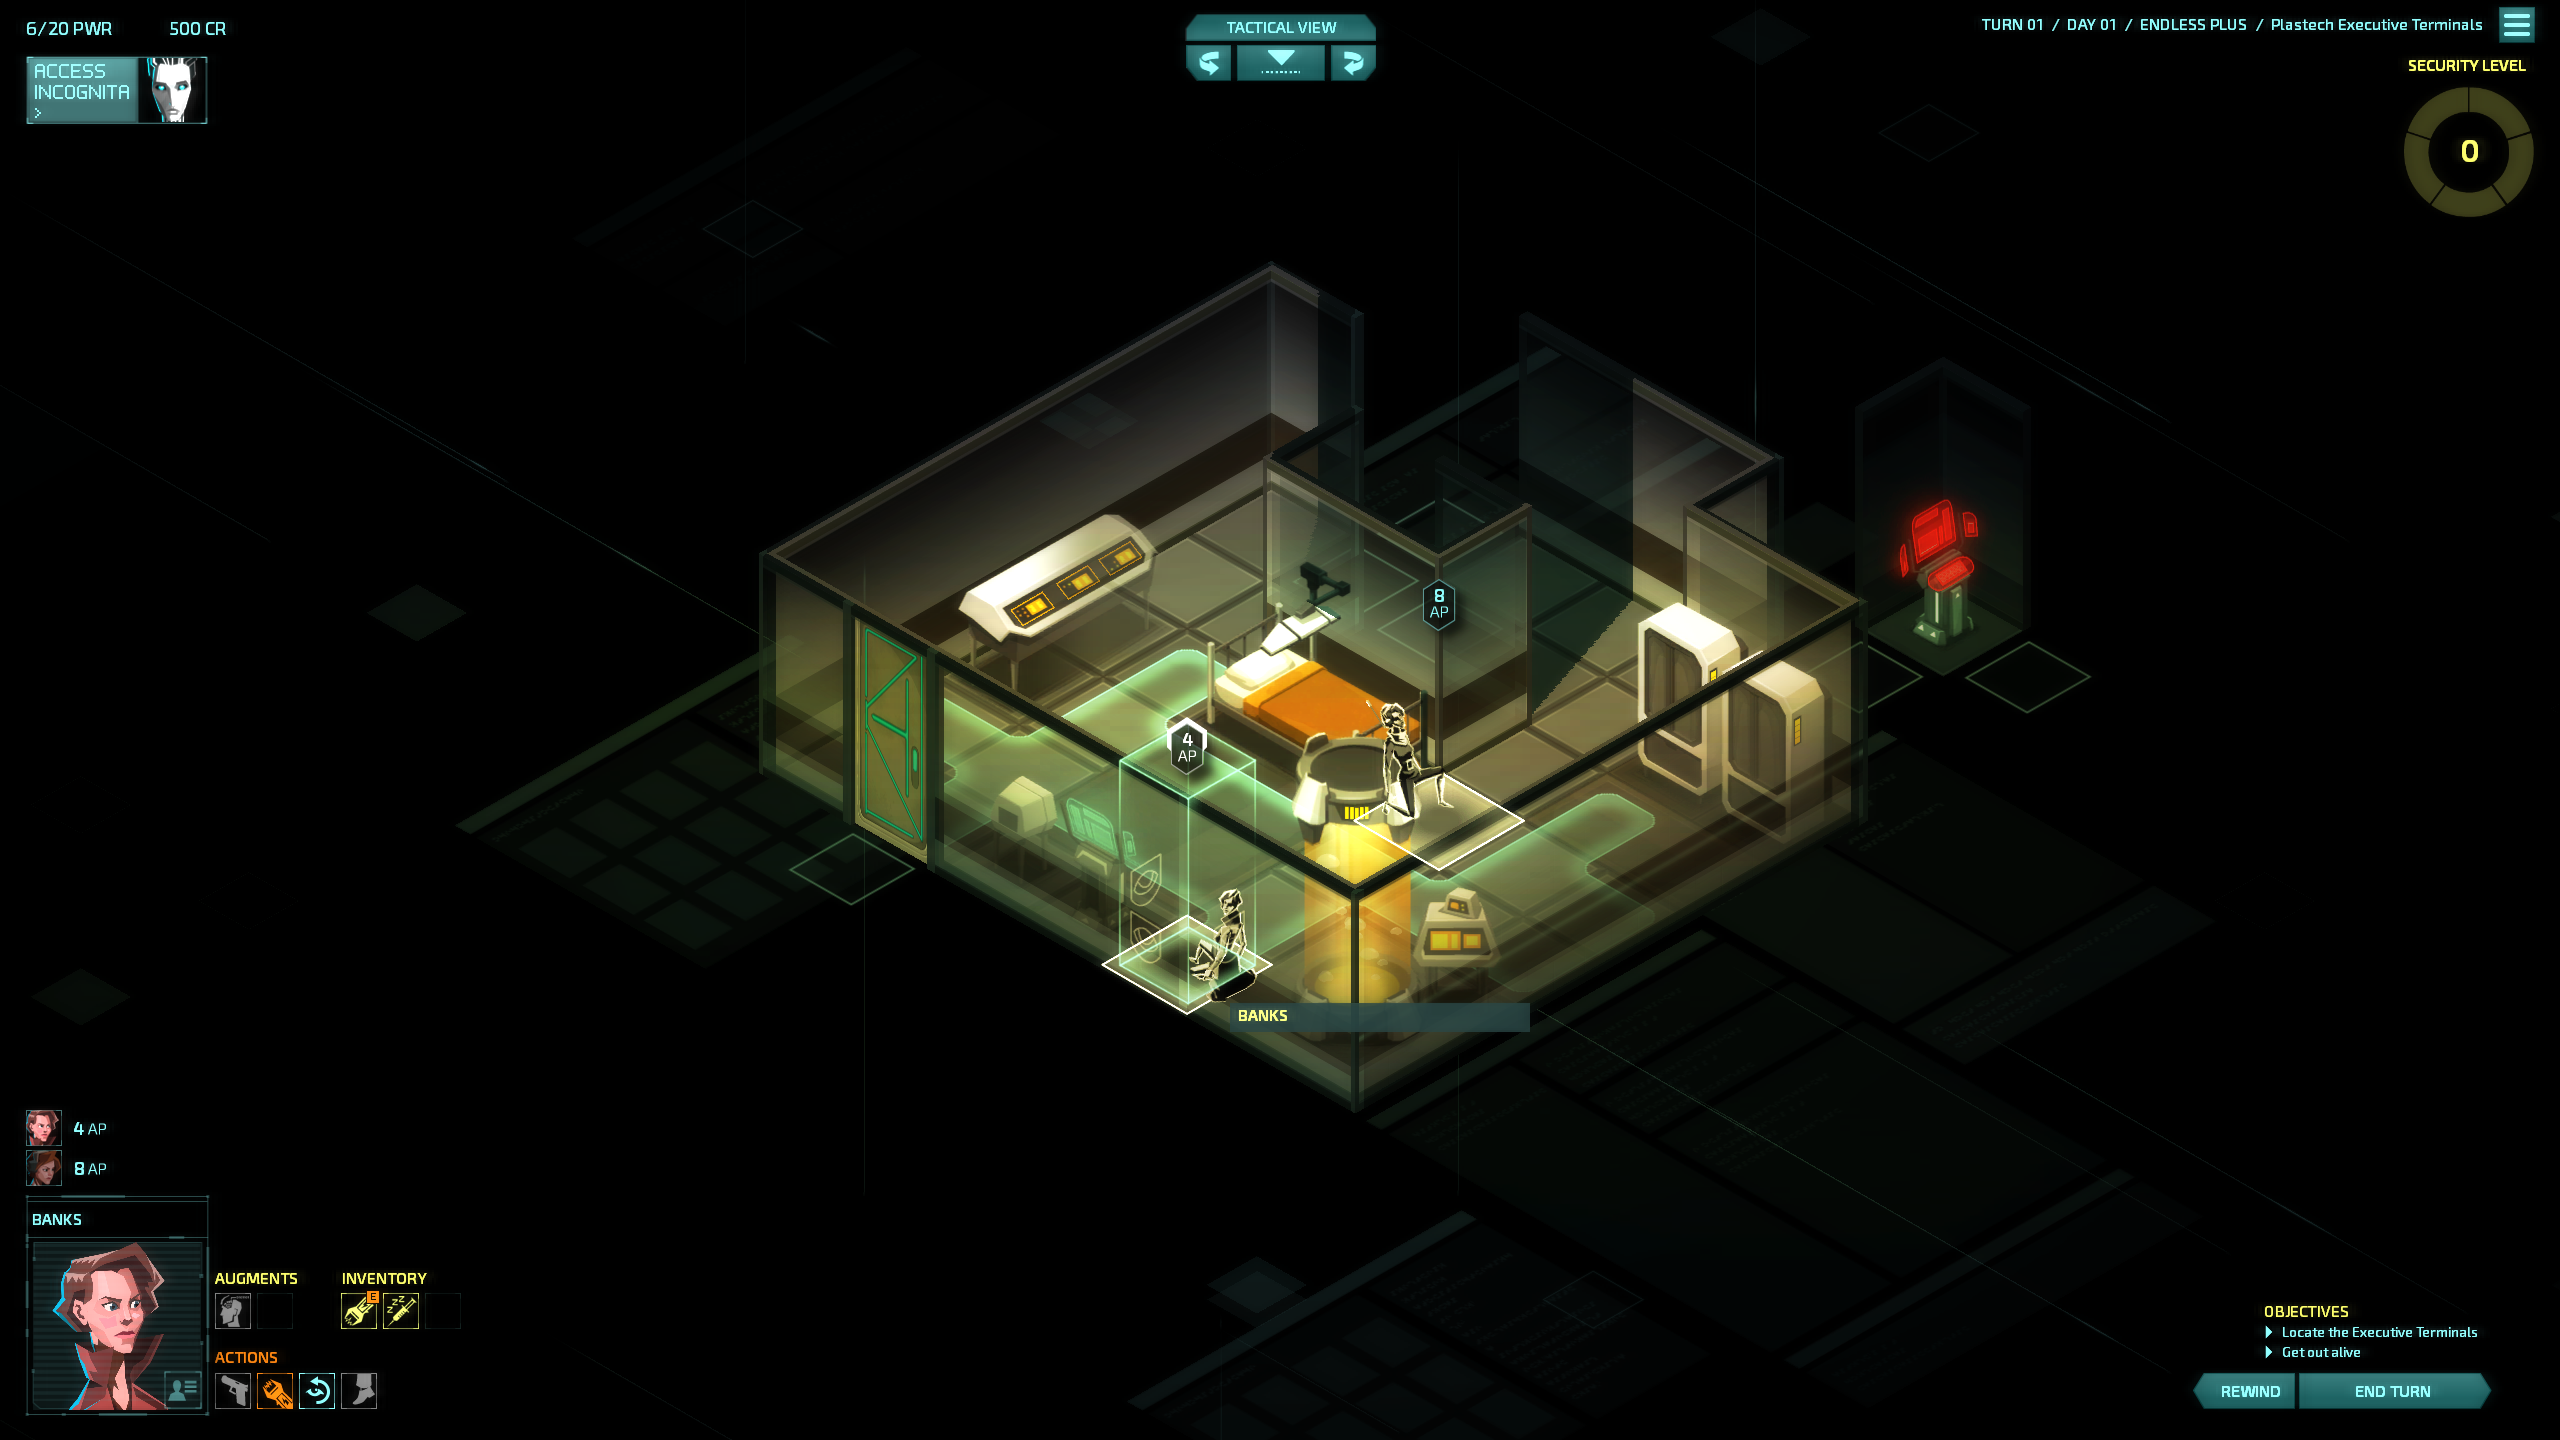 6/20 PWR
500 CR
ACCESS
INCOGNITA
>
TACTICAL VIEW
TURN 01 / DAY 01 / ENDLESS PLUS / Plastech Executive Terminals
SECURITY LEVEL
0
8
AP
4
AP
BANKS
4 AP
8 AP
BANKS
AUGMENTS
INVENTORY
E
ACTIONS
OBJECTIVES
Locate the Executive Terminals
Get out alive
REWIND
END TURN